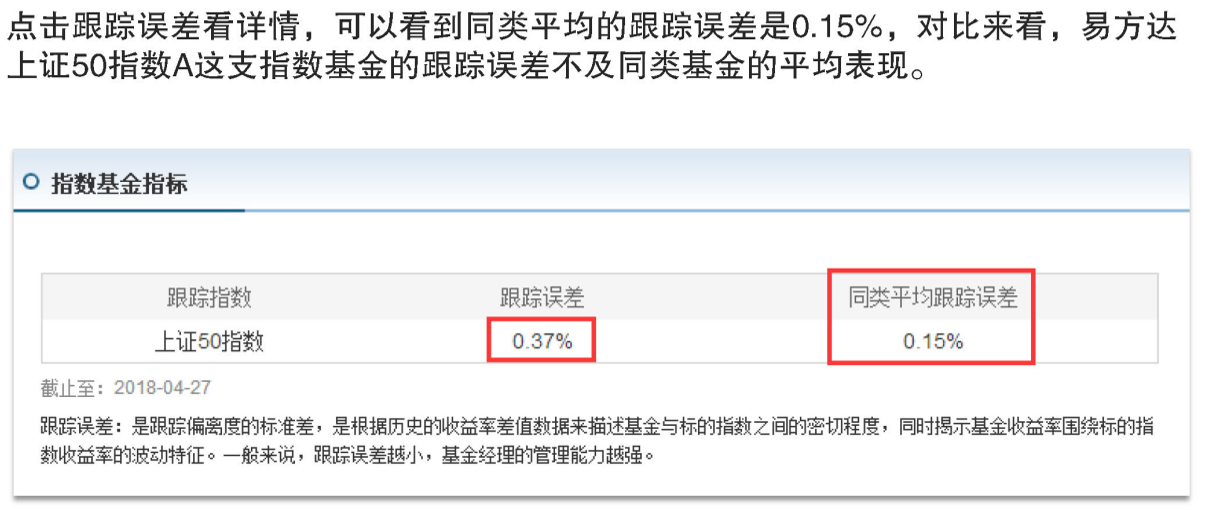 点击跟踪误差看详情，可以看到同类平均的跟踪误差是0.15%，对比来看，易方达
上证50指数A这支指数基金的跟踪误差不及同类基金的平均表现。
指数基金指标
跟踪指数 跟踪误差 同类平均跟踪误差
上证50指数 0.37% 0.15%
截止至：2018-04-27
跟踪误差：是跟踪偏离度的标准差，是根据历史的收益率差值数据来描述基金与标的指数之间的密切程度，同时揭示基金收益率围绕标的指
数收益率的波动特征。一般来说，跟踪误差越小，基金经理的管理能力越强。